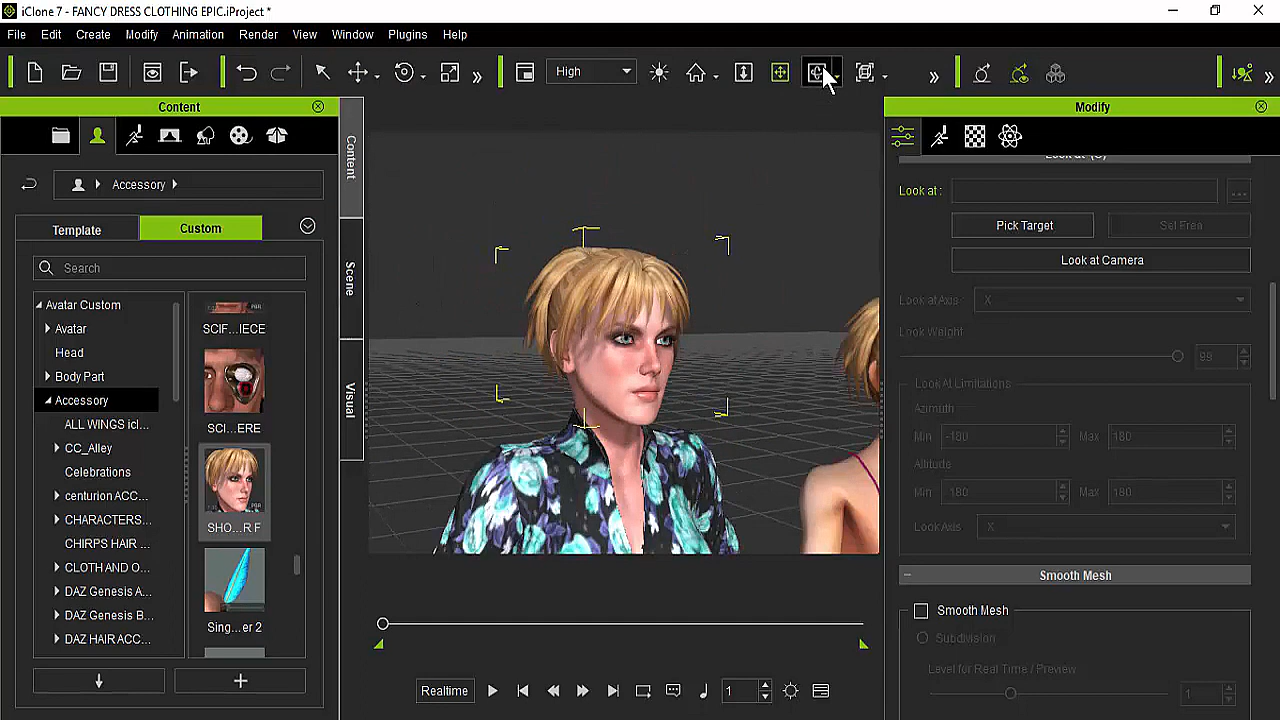 iClone 7 - FANCY DRESS CLOTHING EPIC.iProject *
File Edit Create Modify Animation Render View Window Plugins Help
High
Content
Accessory
Template Custom
Search
Avatar Custom
Avatar
Head
Body Part
Accessory
ALL WINGS icl...
CC_Alley
Celebrations
centurion ACC...
CHARACTERS...
CHIRPS HAIR ...
CLOTH AND O...
DAZ Genesis A...
DAZ Genesis B...
DAZ HAIR ACC...
SCIF...IECE
SCI...ERE
SHO...R F
Sing...er 2
Content
Scene
Visual
Realtime
1
Modify
Look at :
Pick Target Set Free
Look at Camera
Look at Axis X
Look Weight
99
Look At Limitations
Azimuth
Min -180 Max 180
Altitude
Min -180 Max 180
Look Axis X
Smooth Mesh
Smooth Mesh
Subdivision
Level for Real Time / Preview
1